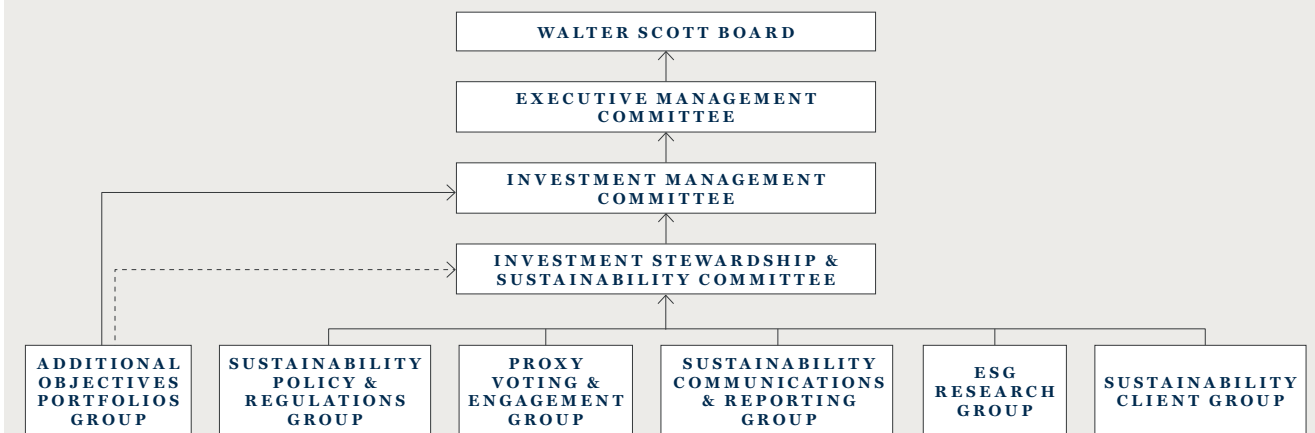 WALTER SCOTT BOARD
EXECUTIVE MANAGEMENT
COMMITTEE
INVESTMENT MANAGEMENT
COMMITTEE
INVESTMENT STEWARDSHIP &
SUSTAINABILITY COMMITTEE
ADDITIONAL
OBJECTIVES
PORTFOLIOS
GROUP
SUSTAINABILITY
POLICY &
REGULATIONS
GROUP
PROXY
VOTING &
ENGAGEMENT
GROUP
SUSTAINABILITY
COMMUNICATIONS
& REPORTING
GROUP
ESG
RESEARCH
GROUP
SUSTAINABILITY
CLIENT GROUP